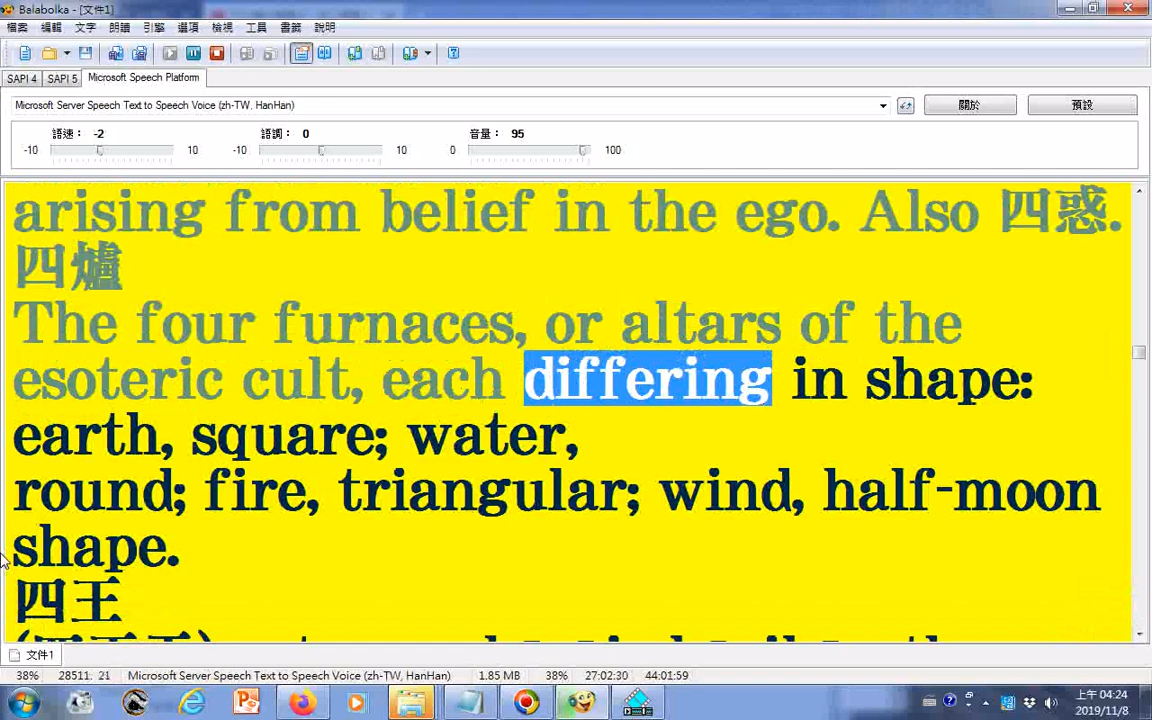 Balabolka - [文件1]
檔案 編輯 文字 朗讀 引擎 選項 檢視 工具 書籤 說明
SAPI 4 SAPI 5 Microsoft Speech Platform
Microsoft Server Speech Text to Speech Voice (zh-TW, HanHan) 關於 預設
語速： -2 語調： 0 音量： 95
-10 10 -10 10 0 100
arising from belief in the ego. Also 四惑.
四爐
The four furnaces, or altars of the
esoteric cult, each differing in shape:
earth, square; water,
round; fire, triangular; wind, half-moon
shape.
四王
文件1
38% 28511: 21 Microsoft Server Speech Text to Speech Voice (zh-TW, HanHan) 1.85 MB 38% 27:02:30 44:01:59
上午 04:24
2019/11/8